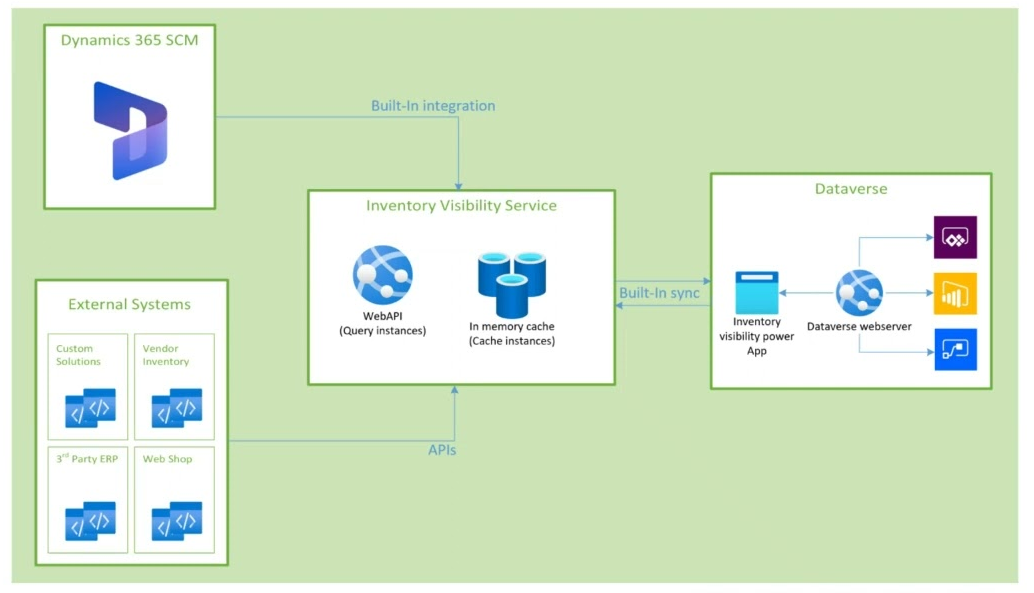 Dynamics 365 SCM
Built-In integration
Inventory Visibility Service
WebAPI
(Query instances)
In memory cache
(Cache instances)
Built-In sync
Dataverse
Inventory
visibility power
App
Dataverse webserver
External Systems
Custom
Solutions
Vendor
Inventory
3rd Party ERP
Web Shop
APIs